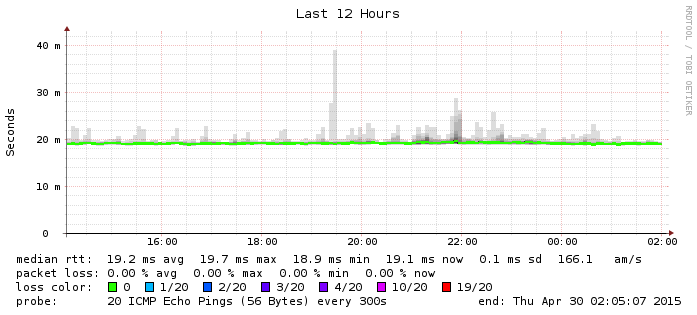 Last 12 Hours
RRDTOOL / TOBI OETIKER
Seconds
40 m
30 m
20 m
10 m
0
16:00 18:00 20:00 22:00 00:00 02:00
median rtt: 19.2 ms avg 19.7 ms max 18.9 ms min 19.1 ms now 0.1 ms sd 166.1 am/s
packet loss: 0.00 % avg 0.00 % max 0.00 % min 0.00 % now
loss color: 0 1/20 2/20 3/20 4/20 10/20 19/20
probe: 20 ICMP Echo Pings (56 Bytes) every 300s end: Thu Apr 30 02:05:07 2015